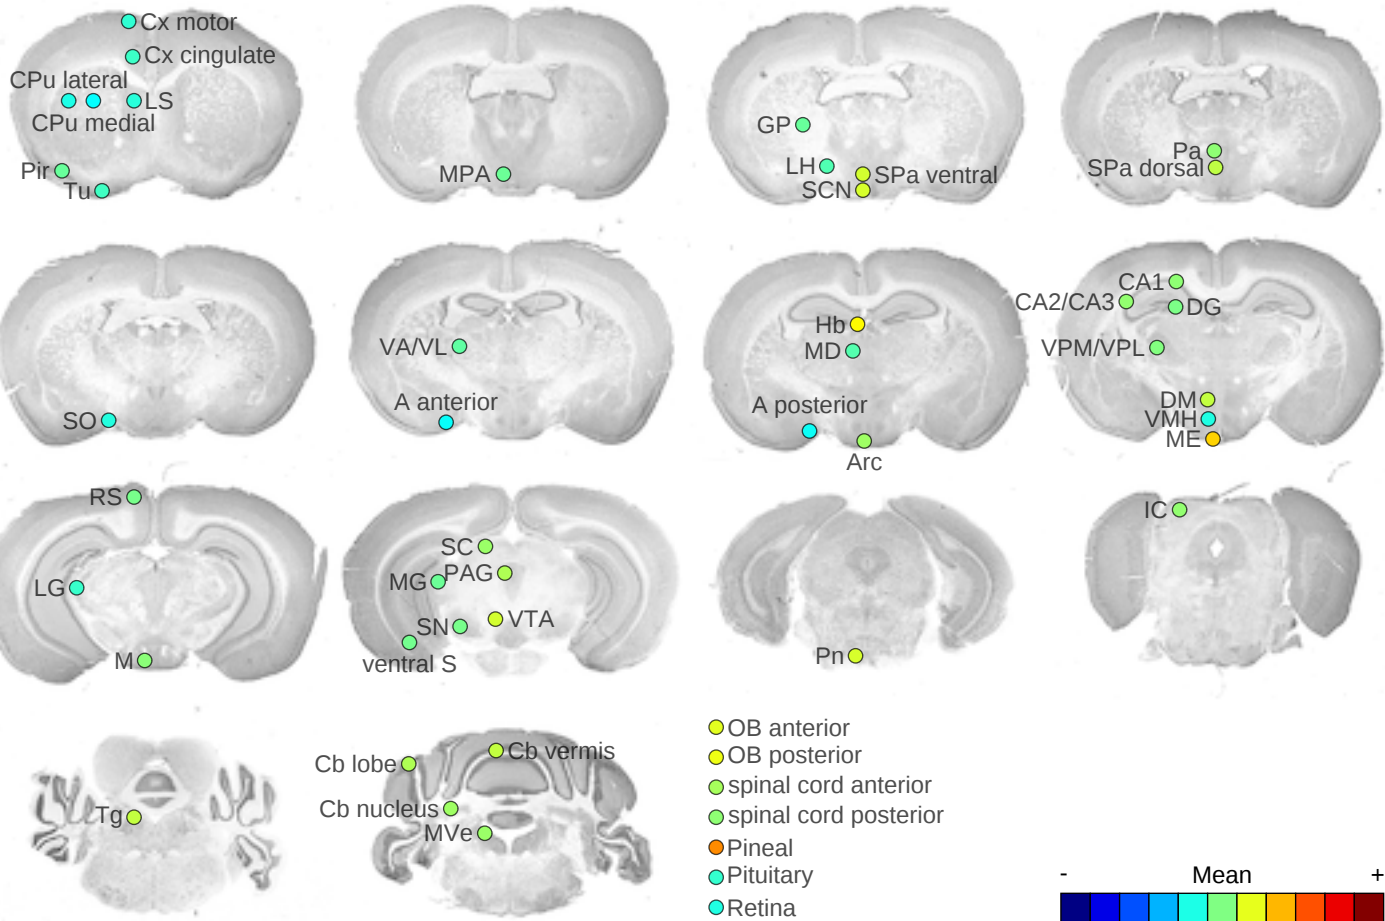 Cx motor
Cx cingulate
CPu lateral
LS
CPu medial
Pir
Tu
MPA
GP
LH
SPa ventral
SCN
Pa
SPa dorsal
SO
VA/VL
A anterior
Hb
MD
A posterior
Arc
CA1
CA2/CA3
DG
VPM/VPL
DM
VMH
ME
RS
LG
M
SC
MG
PAG
SN
VTA
ventral S
Pn
IC
Tg
Cb lobe
Cb vermis
Cb nucleus
MVe
OB anterior
OB posterior
spinal cord anterior
spinal cord posterior
Pineal
Pituitary
Retina
- Mean +